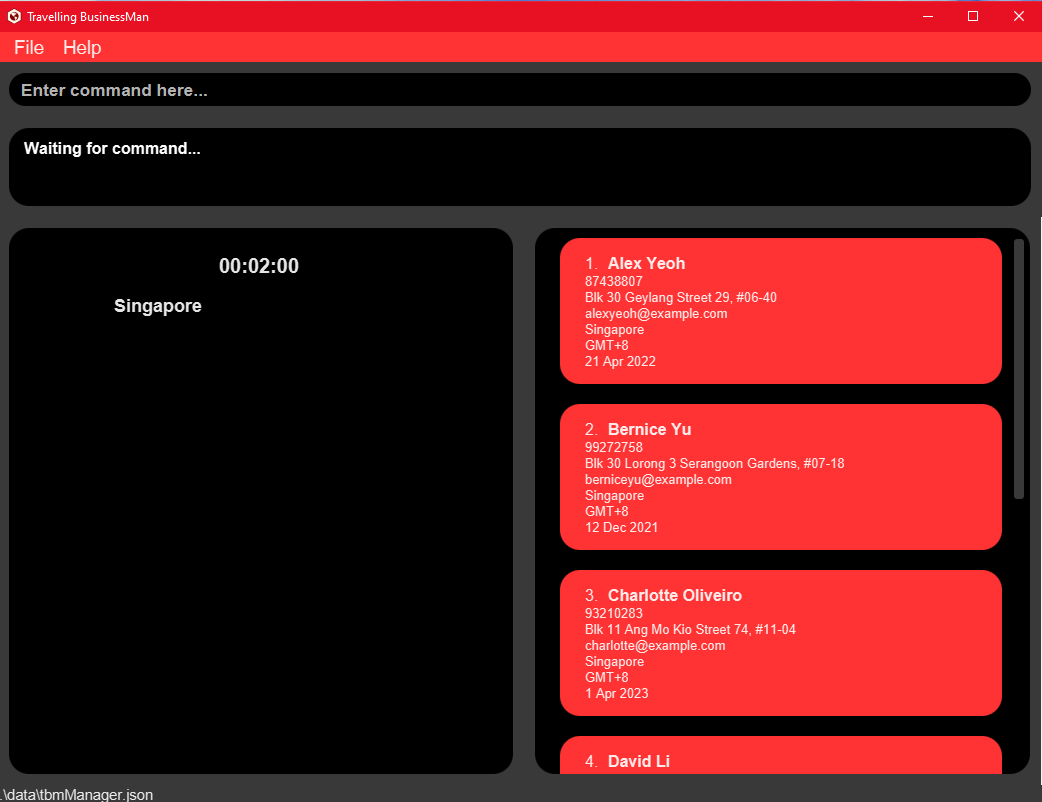 Travelling BusinessMan
File Help
Enter command here...
Waiting for command...
00:02:00
Singapore
1. Alex Yeoh
87438807
Blk 30 Geylang Street 29, #06-40
alexyeoh@example.com
Singapore
GMT+8
21 Apr 2022
2. Bernice Yu
99272758
Blk 30 Lorong 3 Serangoon Gardens, #07-18
berniceyu@example.com
Singapore
GMT+8
12 Dec 2021
3. Charlotte Oliveiro
93210283
Blk 11 Ang Mo Kio Street 74, #11-04
charlotte@example.com
Singapore
GMT+8
1 Apr 2023
4. David Li
.\data\tbmManager.json